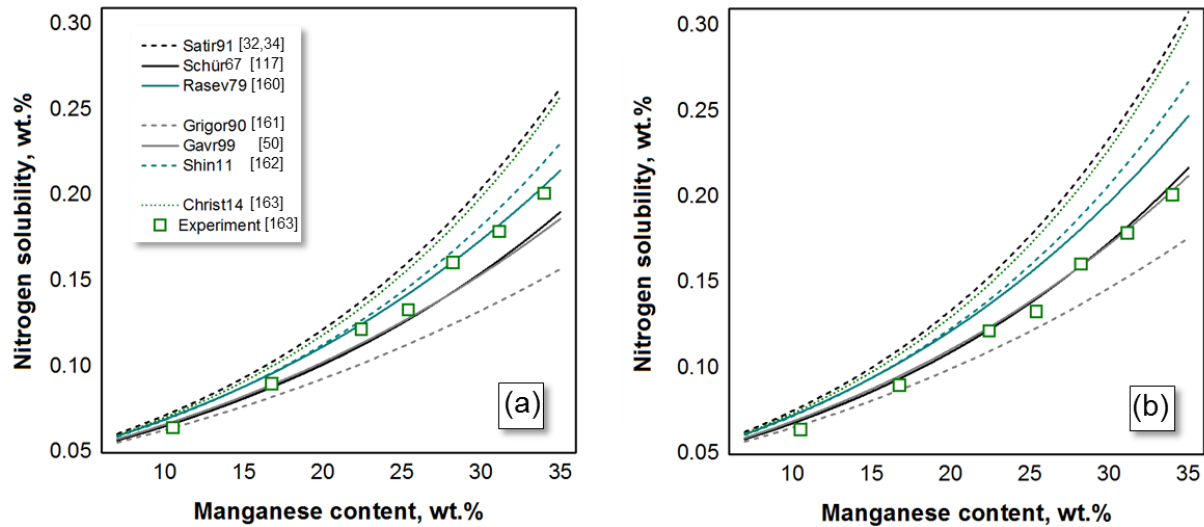 0.30
0.25
0.20
0.15
0.10
0.05
Nitrogen solubility, wt.%
Satir91 [32,34]
Schür67 [117]
Rasev79 [160]
Grigor90 [161]
Gavr99 [50]
Shin11 [162]
Christ14 [163]
Experiment [163]
(a)
10 15 20 25 30 35
Manganese content, wt.%
0.30
0.25
0.20
0.15
0.10
0.05
Nitrogen solubility, wt.%
(b)
10 15 20 25 30 35
Manganese content, wt.%